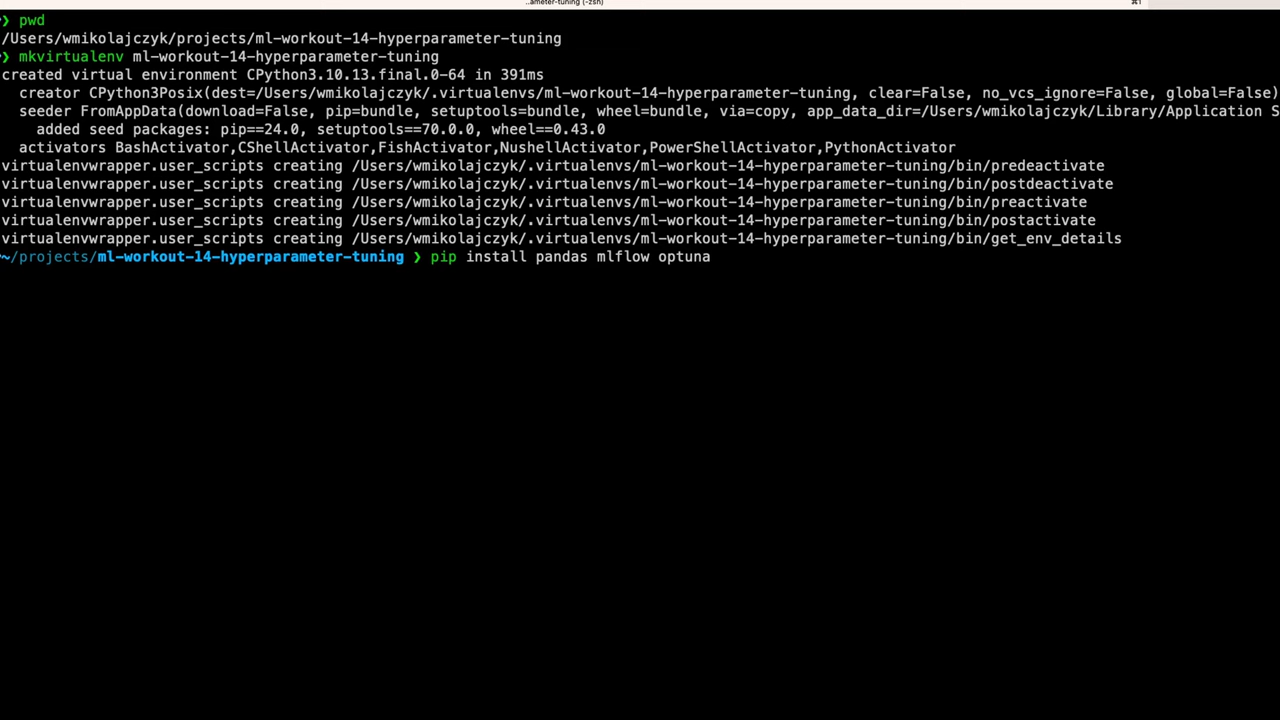 ..ameter-tuning (-zsh)
⌘1
❯ pwd
/Users/wmikolajczyk/projects/ml-workout-14-hyperparameter-tuning
❯ mkvirtualenv ml-workout-14-hyperparameter-tuning
created virtual environment CPython3.10.13.final.0-64 in 391ms
  creator CPython3Posix(dest=/Users/wmikolajczyk/.virtualenvs/ml-workout-14-hyperparameter-tuning, clear=False, no_vcs_ignore=False, global=False)
  seeder FromAppData(download=False, pip=bundle, setuptools=bundle, wheel=bundle, via=copy, app_data_dir=/Users/wmikolajczyk/Library/Application S
    added seed packages: pip==24.0, setuptools==70.0.0, wheel==0.43.0
  activators BashActivator,CShellActivator,FishActivator,NushellActivator,PowerShellActivator,PythonActivator
virtualenvwrapper.user_scripts creating /Users/wmikolajczyk/.virtualenvs/ml-workout-14-hyperparameter-tuning/bin/predeactivate
virtualenvwrapper.user_scripts creating /Users/wmikolajczyk/.virtualenvs/ml-workout-14-hyperparameter-tuning/bin/postdeactivate
virtualenvwrapper.user_scripts creating /Users/wmikolajczyk/.virtualenvs/ml-workout-14-hyperparameter-tuning/bin/preactivate
virtualenvwrapper.user_scripts creating /Users/wmikolajczyk/.virtualenvs/ml-workout-14-hyperparameter-tuning/bin/postactivate
virtualenvwrapper.user_scripts creating /Users/wmikolajczyk/.virtualenvs/ml-workout-14-hyperparameter-tuning/bin/get_env_details
~/projects/ml-workout-14-hyperparameter-tuning ❯ pip install pandas mlflow optuna